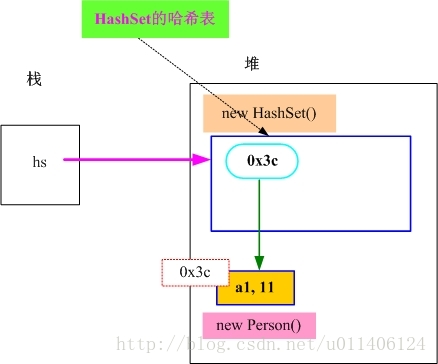 HashSet的哈希表
栈
堆
new HashSet()
hs
0x3c
0x3c
a1, 11
new Person()
http://blog.csdn.net/u011406124